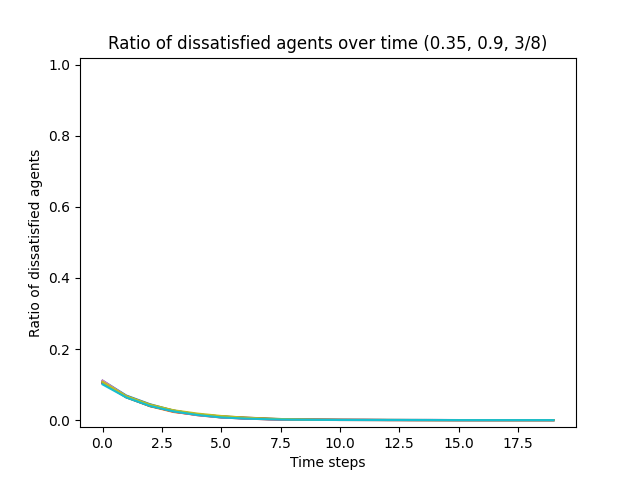 Ratio of dissatisfied agents over time (0.35, 0.9, 3/8)
1.0
0.8
0.6
0.4
0.2
0.0
Ratio of dissatisfied agents
0.0 2.5 5.0 7.5 10.0 12.5 15.0 17.5
Time steps